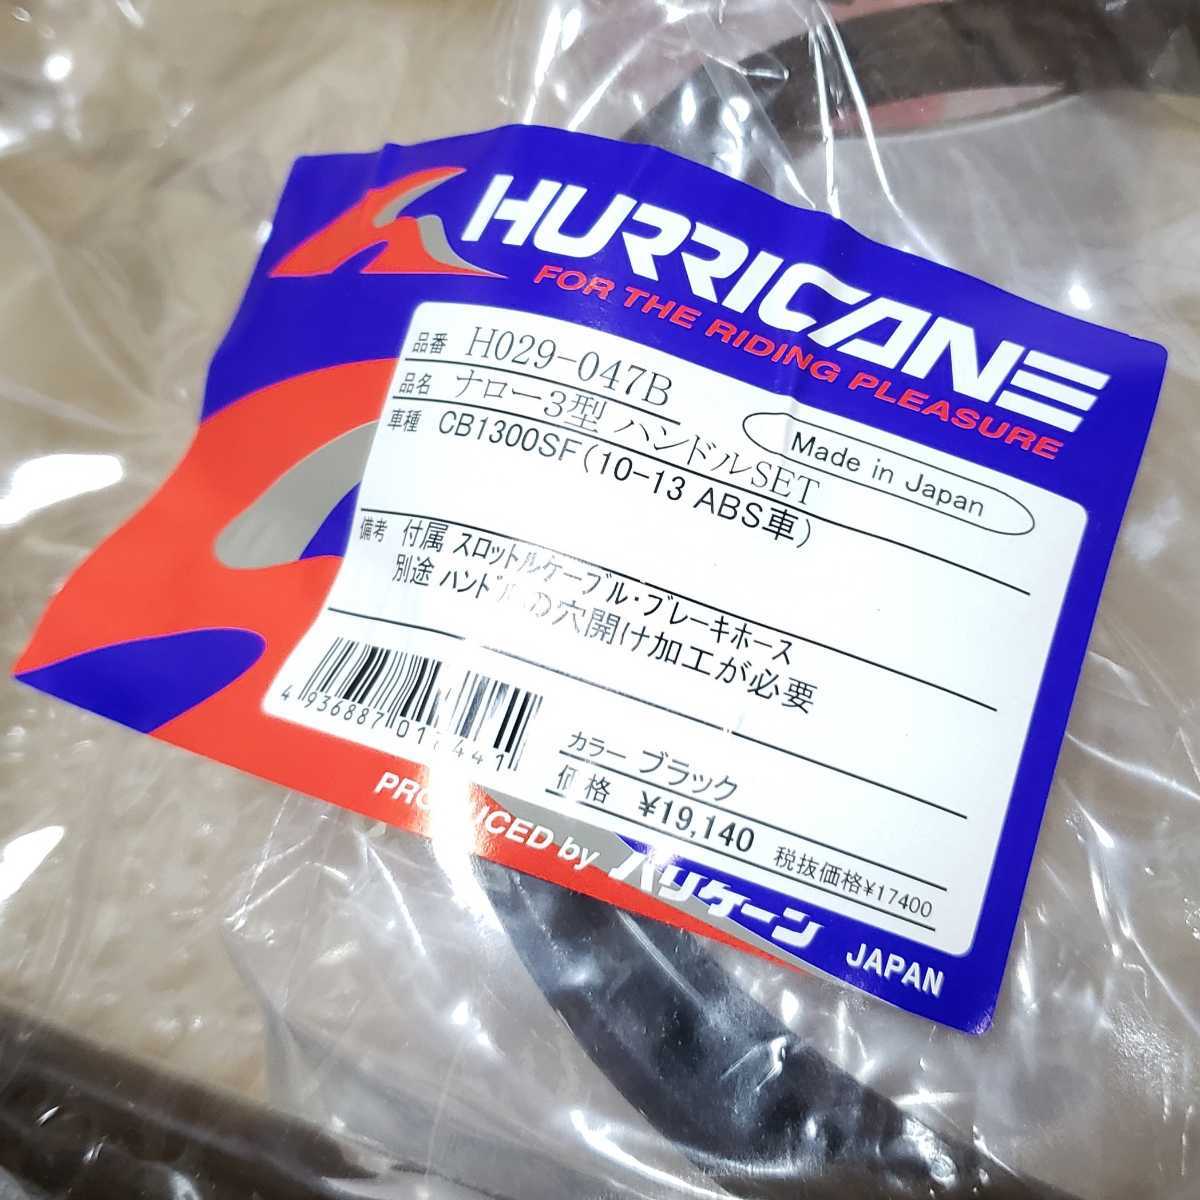 HURRICANE
FOR THE RIDING PLEASURE
品番 H029-047B
品名 ナロー3型 ハンドルSET
Made in Japan
車種 CB1300SF(10-13 ABS車)
備考 付属 スロットルケーブル・ブレーキホース
別途 ハンドルの穴開け加工が必要
4 936887 01 441
カラー ブラック
価格 ¥19,140 税抜価格¥17400
PRODUCED by ハリケーン JAPAN